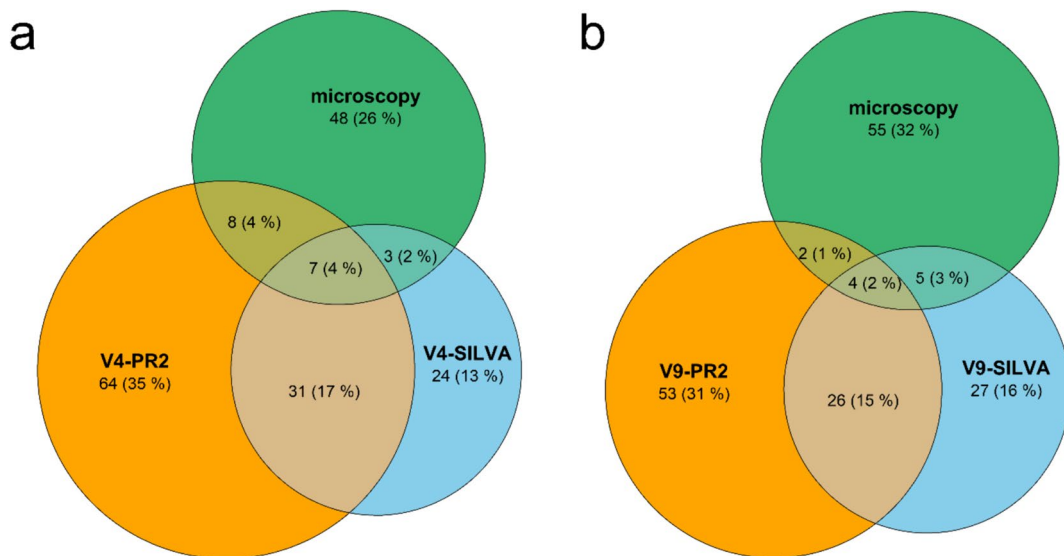 a
microscopy
48 (26 %)
8 (4 %)
7 (4 %)
3 (2 %)
V4-PR2
64 (35 %)
31 (17 %)
V4-SILVA
24 (13 %)
b
microscopy
55 (32 %)
2 (1 %)
4 (2 %)
5 (3 %)
V9-PR2
53 (31 %)
26 (15 %)
V9-SILVA
27 (16 %)